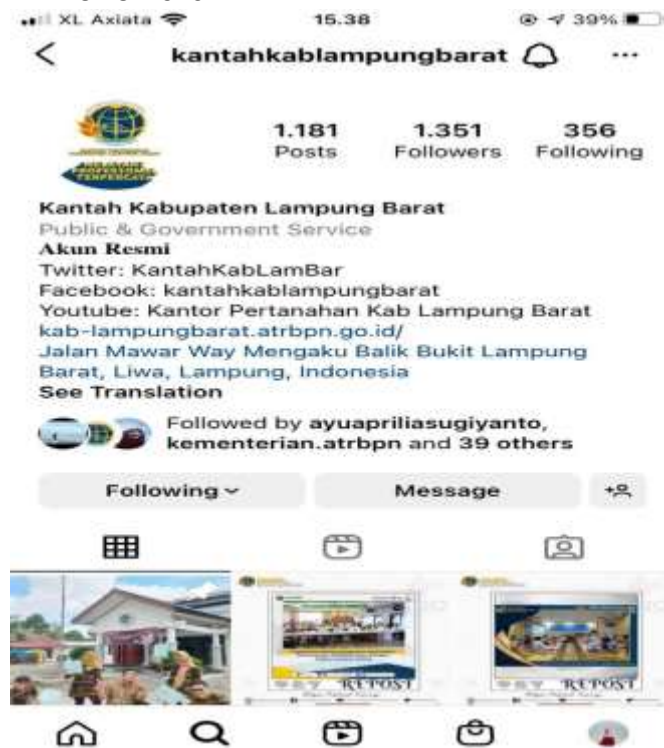 XL Axiata 15.38 39%
kantahkablampungbarat ...
1.181 1.351 356
Posts Followers Following
Kantah Kabupaten Lampung Barat
Public & Government Service
Akun Resmi
Twitter: KantahKabLamBar
Facebook: kantahkablampungbarat
Youtube: Kantor Pertanahan Kab Lampung Barat
kab-lampungbarat.atrbpn.go.id/
Jalan Mawar Way Mengaku Balik Bukit Lampung
Barat, Liwa, Lampung, Indonesia
See Translation
Followed by ayuapriliasugiyanto,
kementerian.atrbpn and 39 others
Following Message
REPOST REPOST